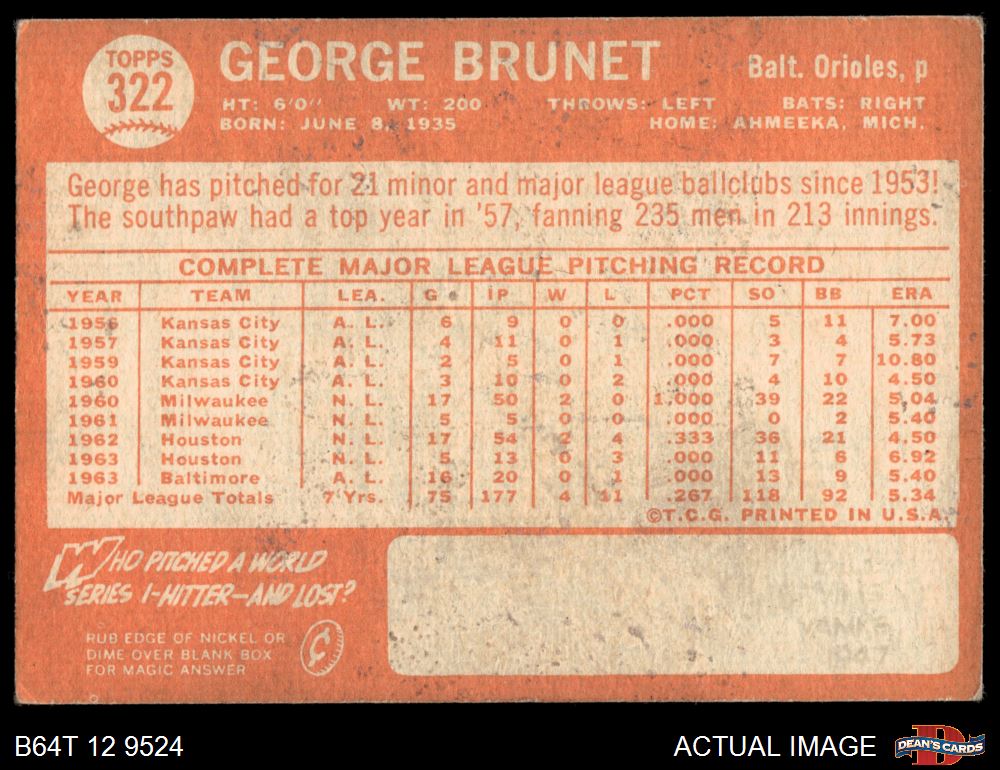 TOPPS
322
GEORGE BRUNET
Balt. Orioles, p
HT: 6'0" WT: 200 THROWS: LEFT BATS: RIGHT
BORN: JUNE 8, 1935 HOME: AHMEEKA, MICH.
George has pitched for 21 minor and major league ballclubs since 1953!
The southpaw had a top year in '57, fanning 235 men in 213 innings.
COMPLETE MAJOR LEAGUE PITCHING RECORD
YEAR TEAM LEA. G IP W L PCT SO BB ERA
1956 Kansas City A. L. 6 9 0 0 .000 5 11 7.00
1957 Kansas City A. L. 4 11 0 1 .000 3 4 5.73
1959 Kansas City A. L. 2 5 0 1 .000 7 7 10.80
1960 Kansas City A. L. 3 10 0 2 .000 4 10 4.50
1960 Milwaukee N. L. 17 50 2 0 1.000 39 22 5.04
1961 Milwaukee N. L. 5 5 0 0 .000 0 2 5.40
1962 Houston N. L. 17 54 2 4 .333 36 21 4.50
1963 Houston N. L. 5 13 0 3 .000 11 6 6.92
1963 Baltimore A. L. 16 20 0 1 .000 13 9 5.40
Major League Totals 7 Yrs. 75 177 4 11 .267 118 92 5.34
©T.C.G. PRINTED IN U.S.A.
WHO PITCHED A WORLD
SERIES 1-HITTER—AND LOST?
RUB EDGE OF NICKEL OR
DIME OVER BLANK BOX
FOR MAGIC ANSWER
B64T 12 9524
ACTUAL IMAGE
DEAN'S CARDS